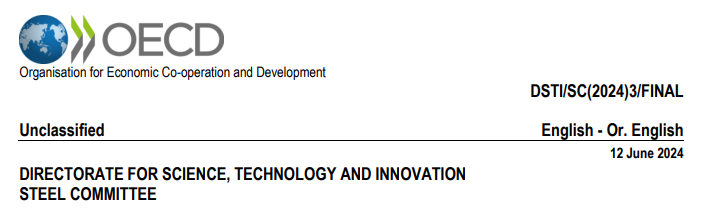 OECD
Organisation for Economic Co-operation and Development
DSTI/SC(2024)3/FINAL
Unclassified English - Or. English
12 June 2024
DIRECTORATE FOR SCIENCE, TECHNOLOGY AND INNOVATION
STEEL COMMITTEE